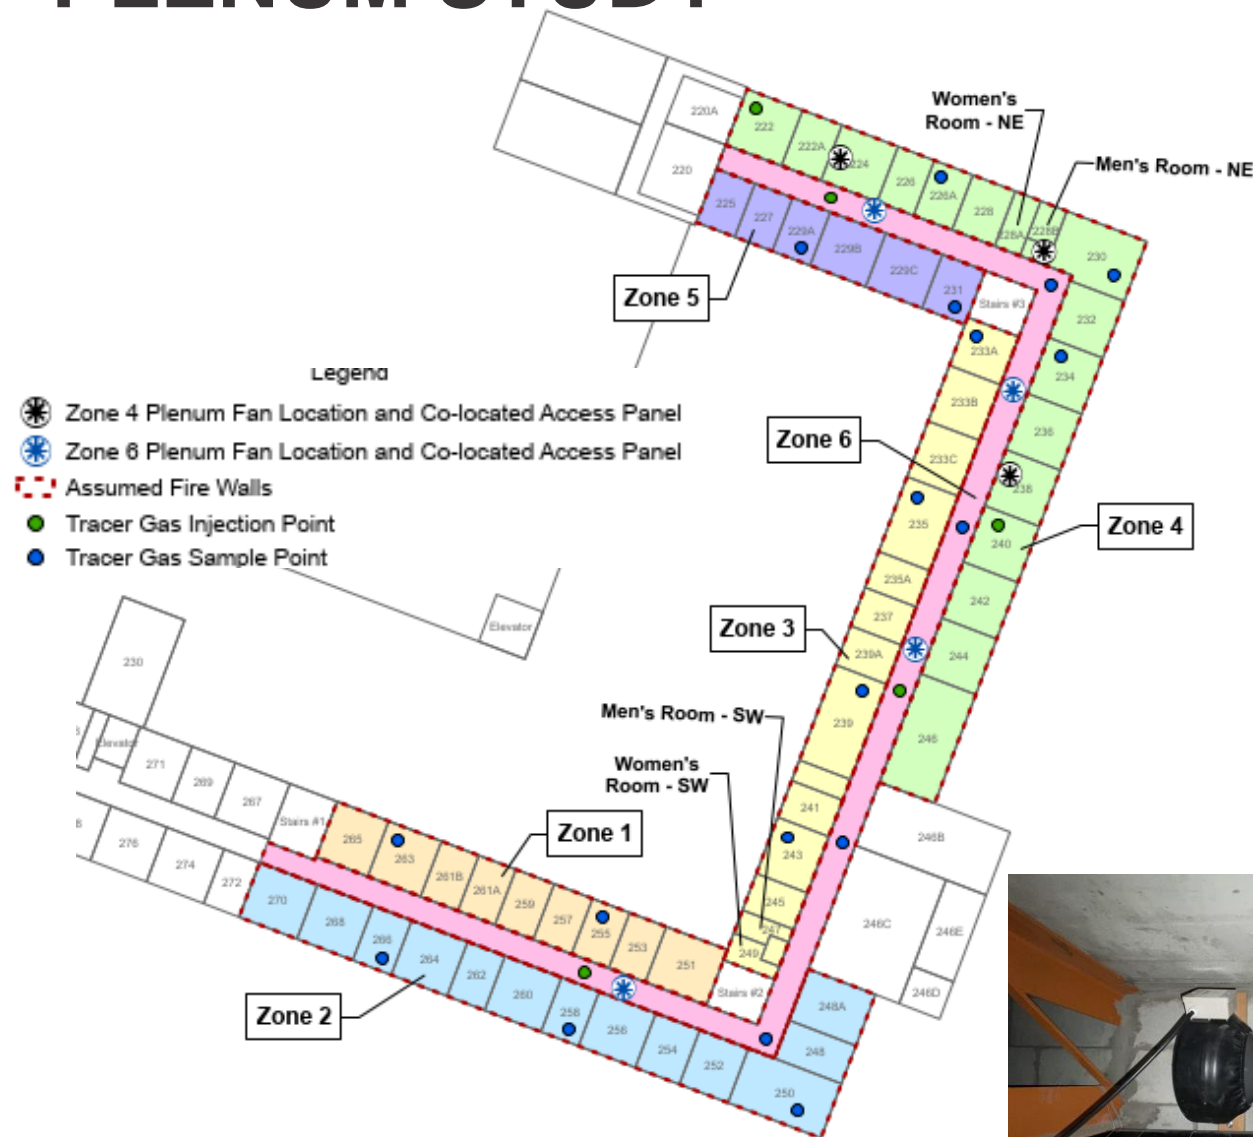 PLENUM STUDY
Women's
Room - NE
Men's Room - NE
220A
222
222A
224
220
226
226A
228
228A
228B
230
225
227
229A
229B
229C
231
Stairs #3
232
Zone 5
233A
234
Legend
Zone 4 Plenum Fan Location and Co-located Access Panel
Zone 6 Plenum Fan Location and Co-located Access Panel
Assumed Fire Walls
Tracer Gas Injection Point
Tracer Gas Sample Point
233B
236
Zone 6
233C
238
235
240
Zone 4
235A
242
237
Zone 3
239A
244
Elevator
230
239
246
Men's Room - SW
Women's
Room - SW
Elevator
271
269
267
Stairs #1
265
263
261B
261A
259
257
255
253
251
Zone 1
241
243
245
247
249
Stairs #2
246B
246C
246E
246D
276
274
272
270
268
266
264
262
260
258
256
254
252
250
248A
248
Zone 2